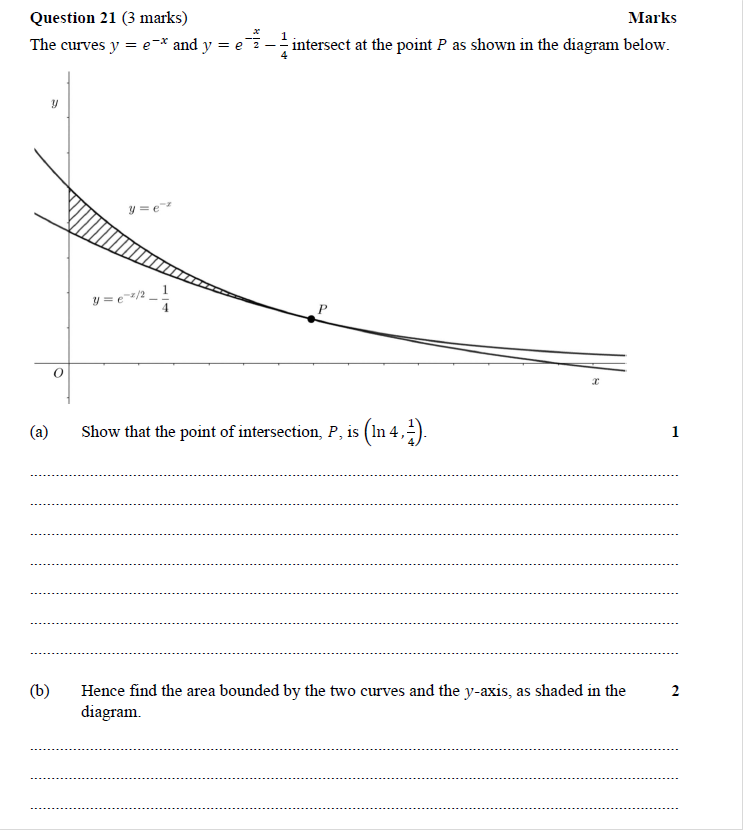 Question 21 (3 marks) Marks
The curves y = e^{-x} and y = e^{-\frac{x}{2}} - \frac{1}{4} intersect at the point P as shown in the diagram below.
y
y = e^{-x}
y = e^{-x/2} - \frac{1}{4}
P
O
x
(a) Show that the point of intersection, P, is \left(\ln 4, \frac{1}{4}\right). 1
(b) Hence find the area bounded by the two curves and the y-axis, as shaded in the 2
diagram.